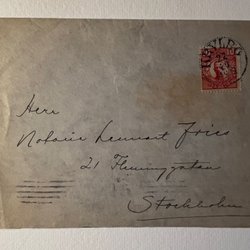 Herr
Notarie Lennart Fries
21 Fleminggatan
Stockholm